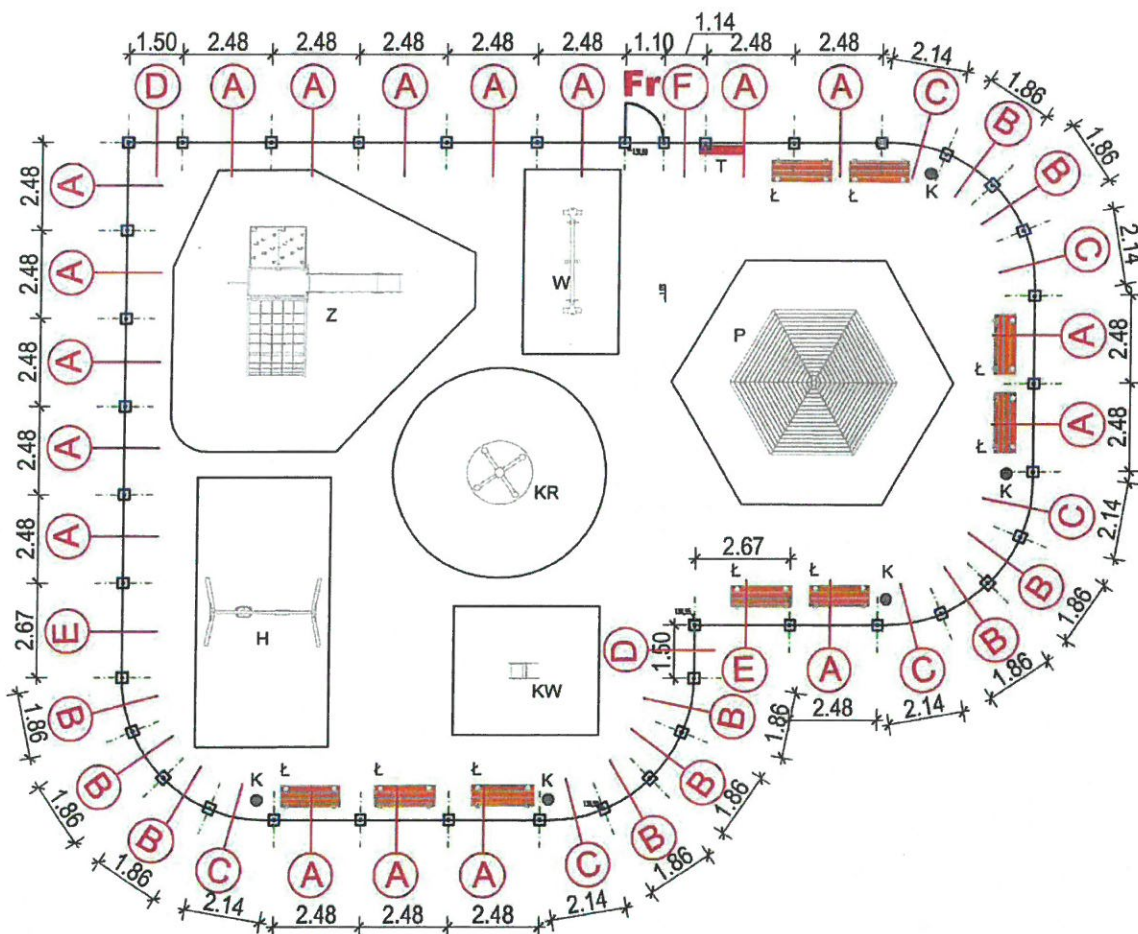 1.14
1.50 2.48 2.48 2.48 2.48 2.48 1.10 2.48 2.48 2.14
D A A A A A Fr F A A C
1.86
B
1.86
B
T
Ł Ł K
2.48 A
2.14
C
2.48 A
W
Z
P
2.48
A
Ł
2.48 A
2.48 A
2.48
A
Ł
KR
K
2.48 A
C
2.14
2.48 A
B
1.86
2.67
Ł Ł K
2.67 E
H
KW
D
1.50
E A C B
1.86
2.48 2.14
1.86
B
B
1.86
B
1.86
B
1.86
B
1.86
K Ł Ł Ł K
B
1.86
C A A A C
B
1.86
2.14 2.48 2.48 2.48 2.14